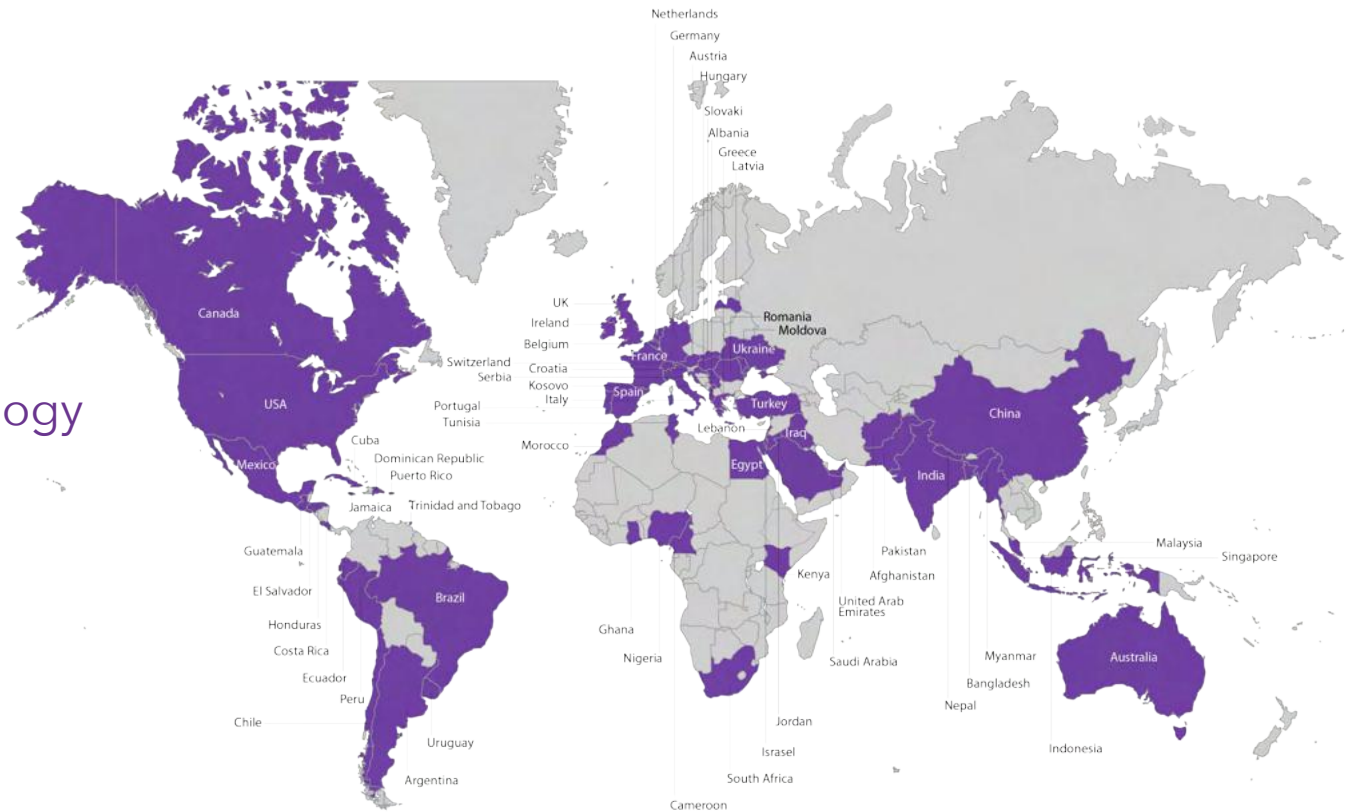 Netherlands
Germany
Austria
Hungary
Slovaki
Albania
Greece
Latvia
UK
Ireland
Belgium
Switzerland
Serbia
Croatia
Kosovo
Italy
Portugal
Tunisia
Morocco
Lebanon
Romania
Moldova
Ukraine
France
Spain
Turkey
Iraq
Egypt
Canada
USA
ogy
Mexico
Cuba
Dominican Republic
Puerto Rico
Jamaica
Trinidad and Tobago
Guatemala
El Salvador
Honduras
Costa Rica
Ecuador
Peru
Chile
Brazil
Uruguay
Argentina
China
India
Pakistan
Afghanistan
Kenya
United Arab
Emirates
Saudi Arabia
Ghana
Nigeria
Jordan
Israsel
South Africa
Cameroon
Malaysia
Singapore
Myanmar
Bangladesh
Nepal
Indonesia
Australia